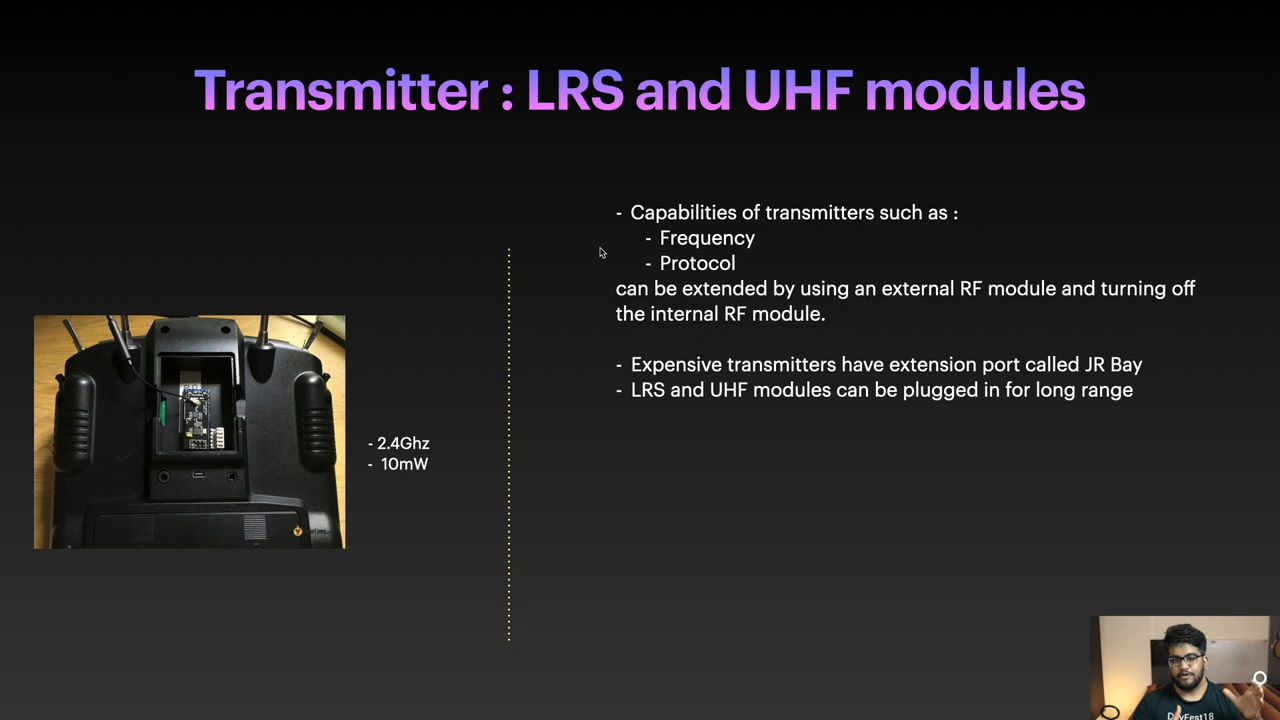 Transmitter : LRS and UHF modules
- Capabilities of transmitters such as :
- Frequency
- Protocol
can be extended by using an external RF module and turning off
the internal RF module.
- Expensive transmitters have extension port called JR Bay
- LRS and UHF modules can be plugged in for long range
- 2.4Ghz
- 10mW